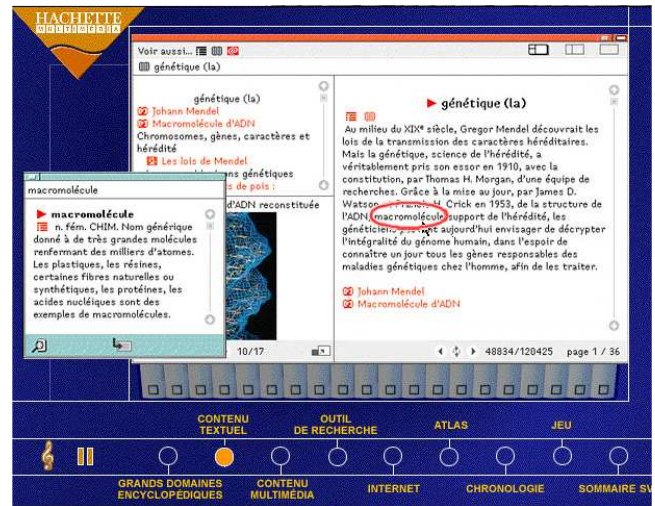 HACHETTE
MULTIMEDIA
Voir aussi...
génétique (la)
génétique (la)
Johann Mendel
Macromolécule d'ADN
Chromosomes, gènes, caractères et
hérédité
Les lois de Mendel
génétiques
de pois :
d'ADN reconstituée
10/17
macromolécule
macromolécule
n. fém. CHIM. Nom générique
donné à de très grandes molécules
renfermant des milliers d'atomes.
Les plastiques, les résines,
certaines fibres naturelles ou
synthétiques, les protéines, les
acides nucléiques sont des
exemples de macromolécules.
génétique (la)
Au milieu du XIXe siècle, Gregor Mendel découvrait les
lois de la transmission des caractères héréditaires.
Mais la génétique, science de l'hérédité, a
véritablement pris son essor en 1910, avec la
constitution, par Thomas H. Morgan, d'une équipe de
recherches. Grâce à la mise au jour, par James D.
Watson H. Crick en 1953, de la structure de
l'ADN, macromolécule support de l'hérédité, les
généticiens peuvent aujourd'hui envisager de décrypter
l'intégralité du génome humain, dans l'espoir de
connaître un jour tous les gènes responsables des
maladies génétiques chez l'homme, afin de les traiter.
Johann Mendel
Macromolécule d'ADN
48834/120425 page 1 / 36
CONTENU
TEXTUEL
OUTIL
DE RECHERCHE
ATLAS
JEU
GRANDS DOMAINES
ENCYCLOPÉDIQUES
CONTENU
MULTIMÉDIA
INTERNET
CHRONOLOGIE
SOMMAIRE SV